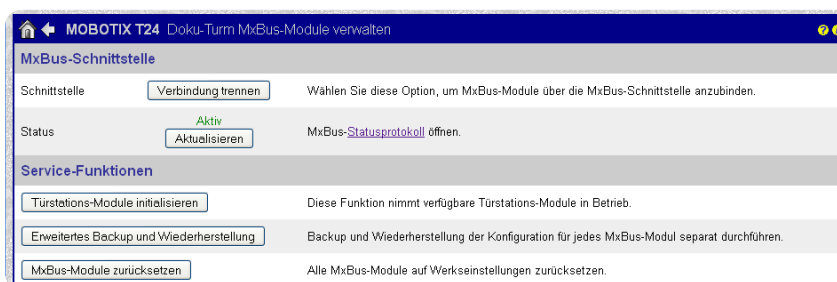 MOBOTIX T24 Doku-Turm MxBus-Module verwalten
MxBus-Schnittstelle
Schnittstelle Verbindung trennen Wählen Sie diese Option, um MxBus-Module über die MxBus-Schnittstelle anzubinden.
Aktiv
Status Aktualisieren MxBus-Statusprotokoll öffnen.
Service-Funktionen
Türstations-Module initialisieren Diese Funktion nimmt verfügbare Türstations-Module in Betrieb.
Erweitertes Backup und Wiederherstellung Backup und Wiederherstellung der Konfiguration für jedes MxBus-Modul separat durchführen.
MxBus-Module zurücksetzen Alle MxBus-Module auf Werkseinstellungen zurücksetzen.